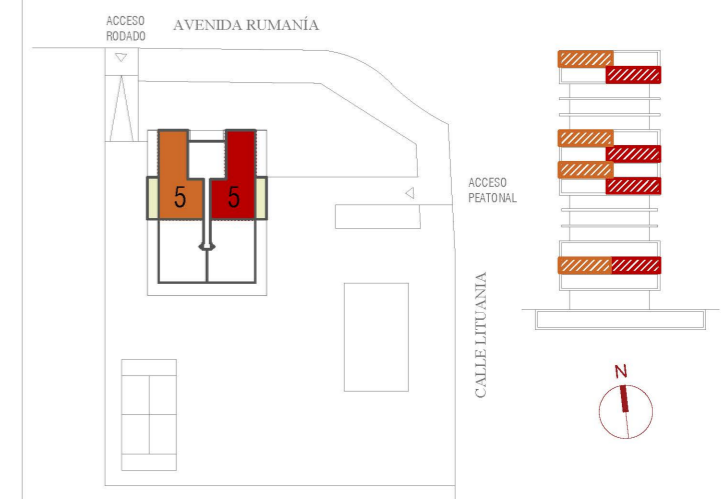 ACCESO
RODADO
AVENIDA RUMANÍA
5
5
ACCESO
PEATONAL
CALLE LITUANIA
N